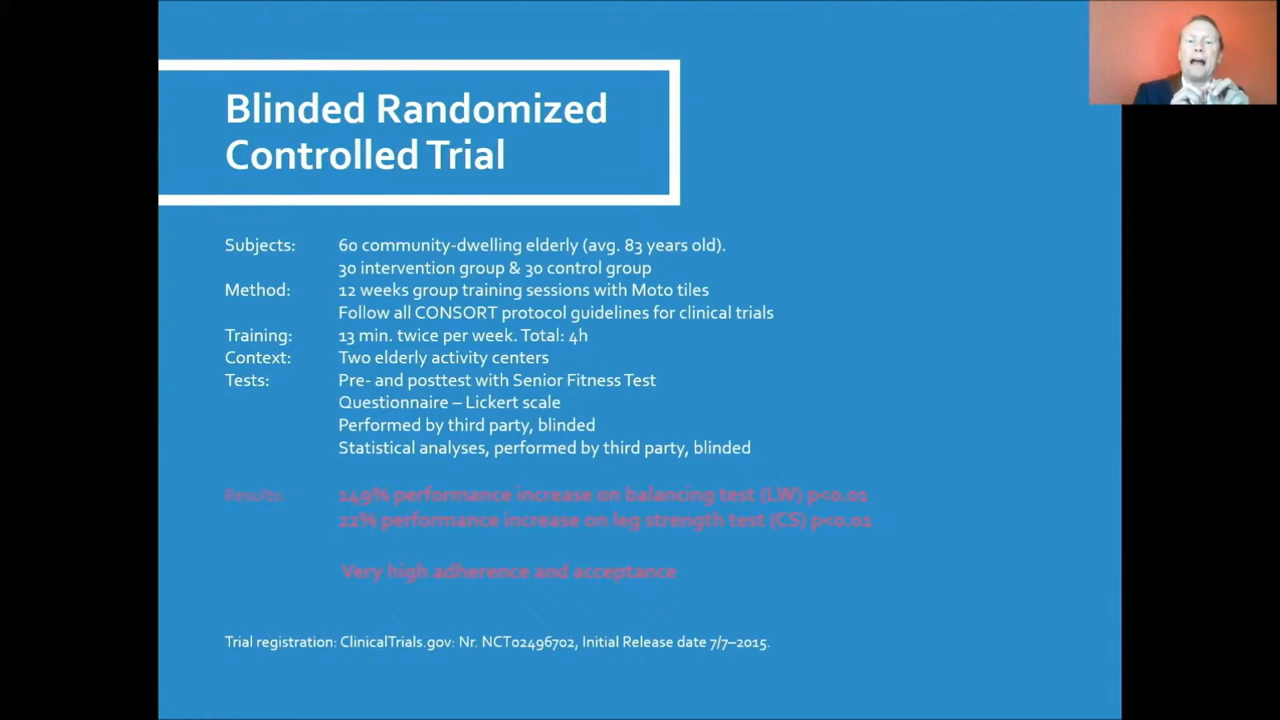 Blinded Randomized
Controlled Trial
Subjects: 60 community-dwelling elderly (avg. 83 years old).
30 intervention group & 30 control group
Method: 12 weeks group training sessions with Moto tiles
Follow all CONSORT protocol guidelines for clinical trials
Training: 13 min. twice per week. Total: 4h
Context: Two elderly activity centers
Tests: Pre- and posttest with Senior Fitness Test
Questionnaire – Lickert scale
Performed by third party, blinded
Statistical analyses, performed by third party, blinded
Results: 149% performance increase on balancing test (LW) p<0.01
22% performance increase on leg strength test (CS) p<0.01
Very high adherence and acceptance
Trial registration: ClinicalTrials.gov: Nr. NCT02496702, Initial Release date 7/7–2015.